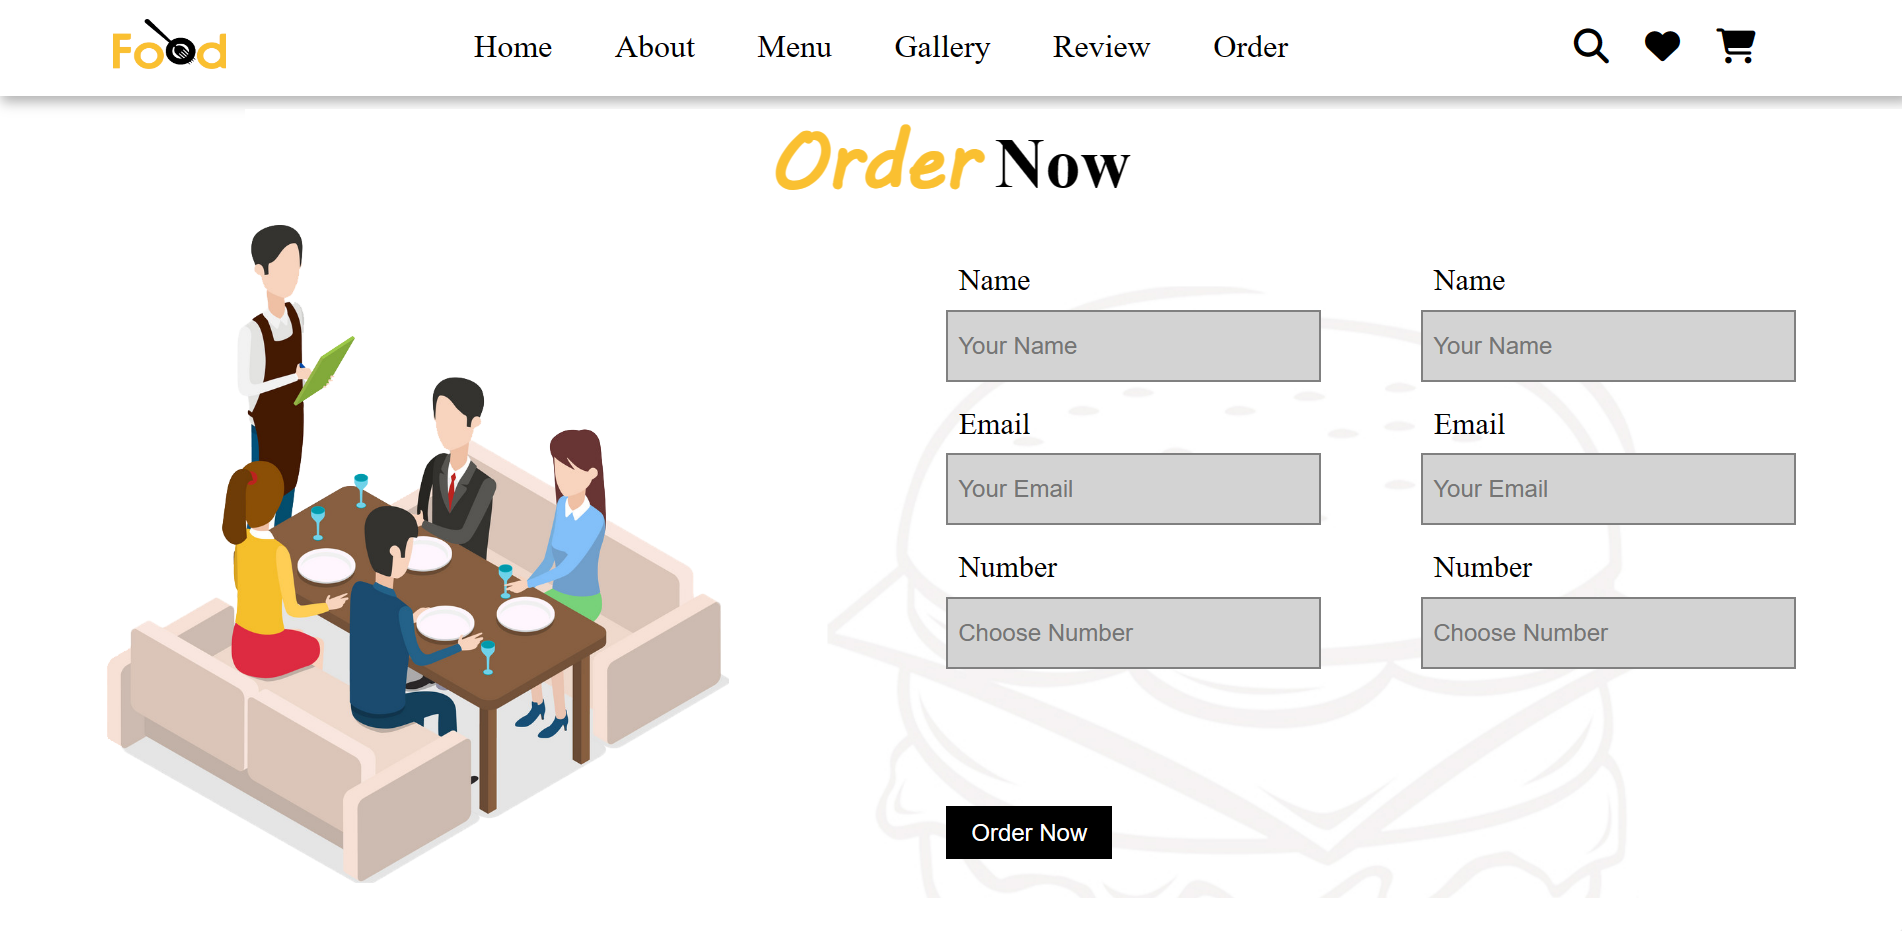 Food Home About Menu Gallery Review Order
Order Now
Name Name
Your Name Your Name
Email Email
Your Email Your Email
Number Number
Choose Number Choose Number
Order Now